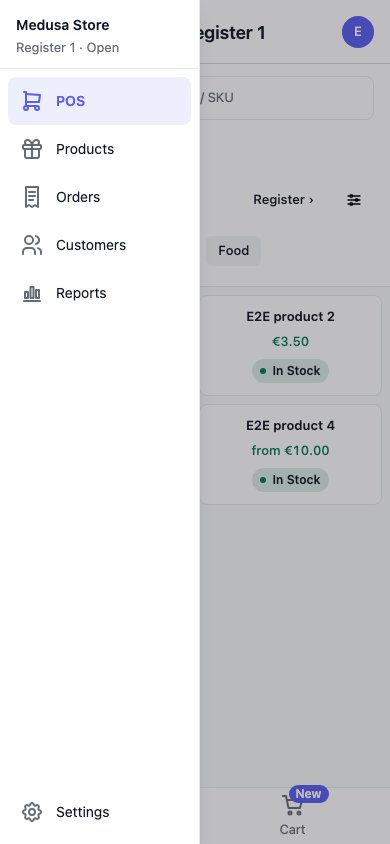 Medusa Store
Register 1 · Open
POS
Products
Orders
Customers
Reports
Settings
egister 1
E
/ SKU
Register ›
Food
E2E product 2
€3.50
In Stock
E2E product 4
from €10.00
In Stock
New
Cart